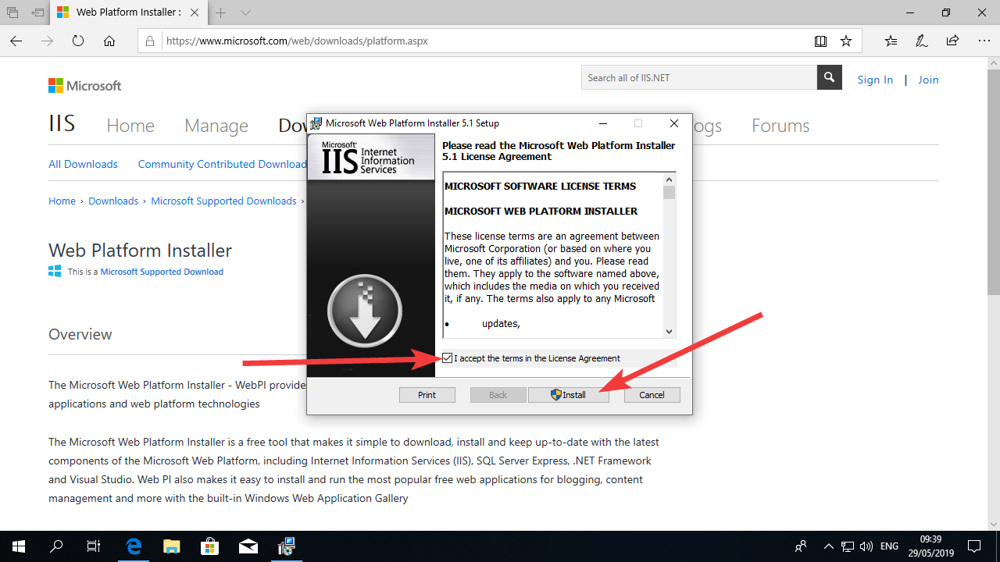 Web Platform Installer :
https://www.microsoft.com/web/downloads/platform.aspx
Microsoft
Search all of IIS.NET
Sign In | Join
IIS Home Manage Dow ogs Forums
All Downloads Community Contributed Download
Home › Downloads › Microsoft Supported Downloads ›
Web Platform Installer
This is a Microsoft Supported Download
Overview
The Microsoft Web Platform Installer - WebPI provides
applications and web platform technologies
The Microsoft Web Platform Installer is a free tool that makes it simple to download, install and keep up-to-date with the latest
components of the Microsoft Web Platform, including Internet Information Services (IIS), SQL Server Express, .NET Framework
and Visual Studio. Web PI also makes it easy to install and run the most popular free web applications for blogging, content
management and more with the built-in Windows Web Application Gallery
Microsoft Web Platform Installer 5.1 Setup
Microsoft®
IIS Internet
Information
Services
Please read the Microsoft Web Platform Installer
5.1 License Agreement
MICROSOFT SOFTWARE LICENSE TERMS
MICROSOFT WEB PLATFORM INSTALLER
These license terms are an agreement between
Microsoft Corporation (or based on where you
live, one of its affiliates) and you. Please read
them. They apply to the software named above,
which includes the media on which you received
it, if any. The terms also apply to any Microsoft
• updates,
I accept the terms in the License Agreement
Print Back Install Cancel
ENG
09:39
29/05/2019